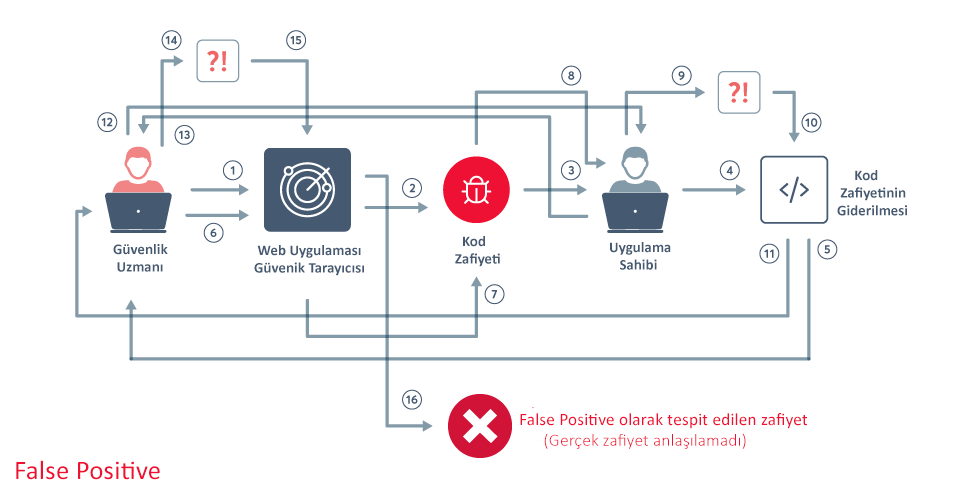 14
15
?!
8
9
?!
12
13
10
1
2
3
4
6
Güvenlik
Uzmanı
Web Uygulaması
Güvenik Tarayıcısı
Kod
Zafiyeti
Uygulama
Sahibi
Kod
Zafiyetinin
Giderilmesi
</>
11
5
7
16
False Positive olarak tespit edilen zafiyet
(Gerçek zafiyet anlaşılamadı)
False Positive